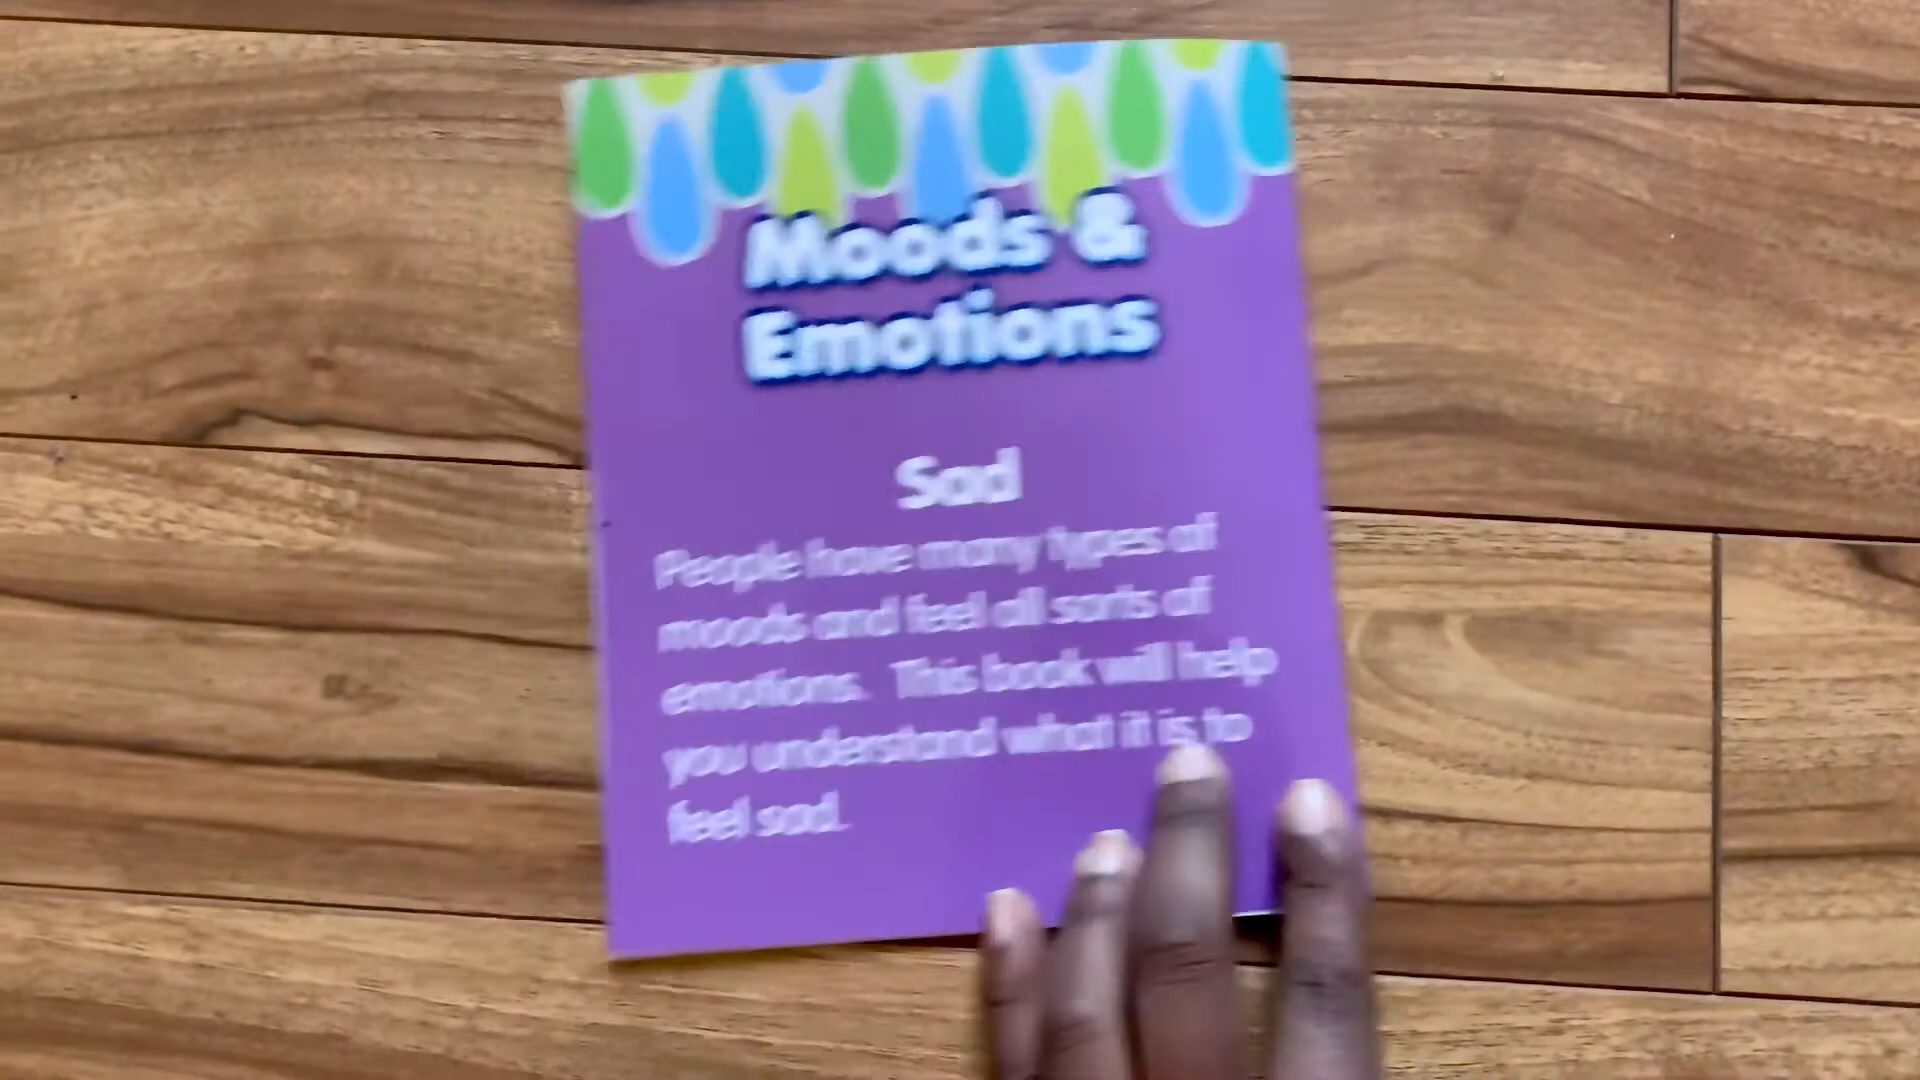 Moods &
Emotions
Sad
People have many types of
moods and feel all sorts of
emotions. This book will help
you understand what it is to
feel sad.